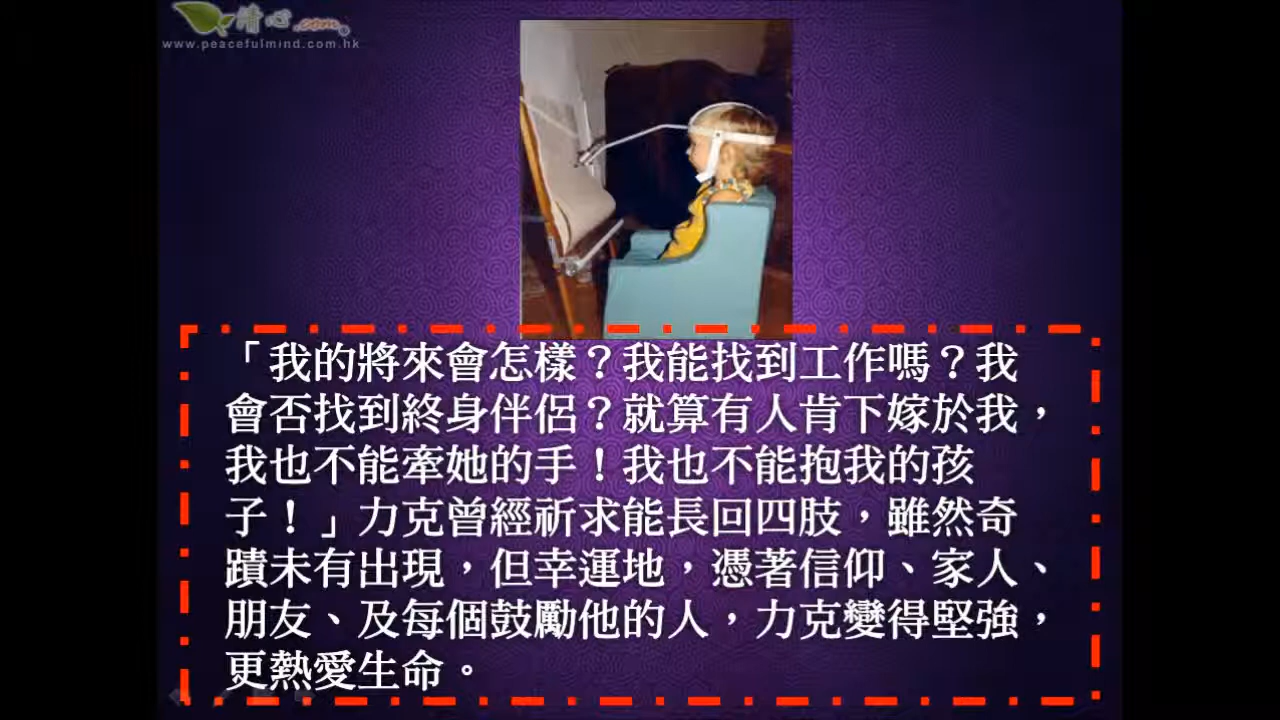 清心.com
www.peacefulmind.com.hk
「我的將來會怎樣？我能找到工作嗎？我
會否找到終身伴侶？就算有人肯下嫁於我，
我也不能牽她的手！我也不能抱我的孩
子！」力克曾經祈求能長回四肢，雖然奇
蹟未有出現，但幸運地，憑著信仰、家人、
朋友、及每個鼓勵他的人，力克變得堅強，
更熱愛生命。